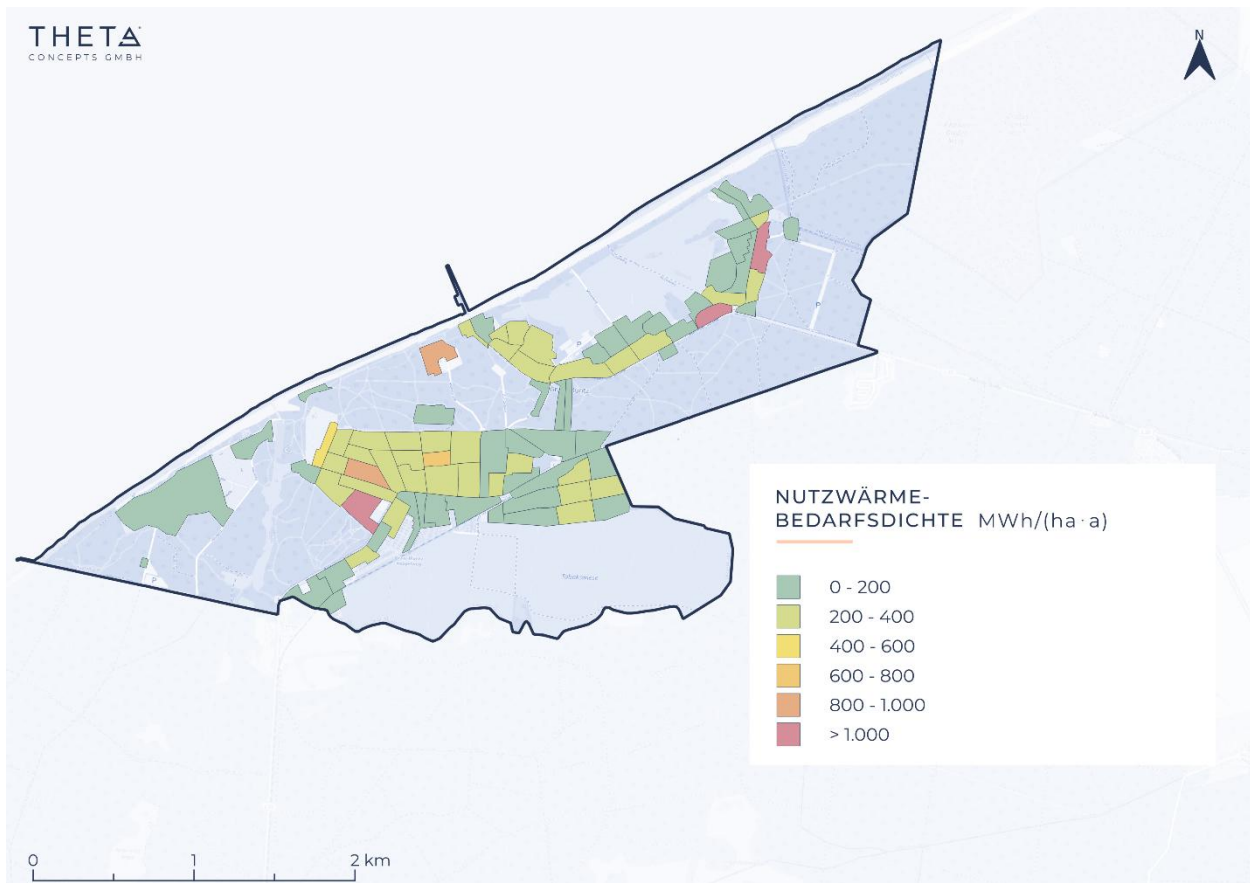 THETA
CONCEPTS GMBH
N
P
P
P
NUTZWÄRME-
BEDARFSDICHTE MWh/(ha·a)
0 - 200
200 - 400
400 - 600
600 - 800
800 - 1.000
> 1.000
0 1 2 km